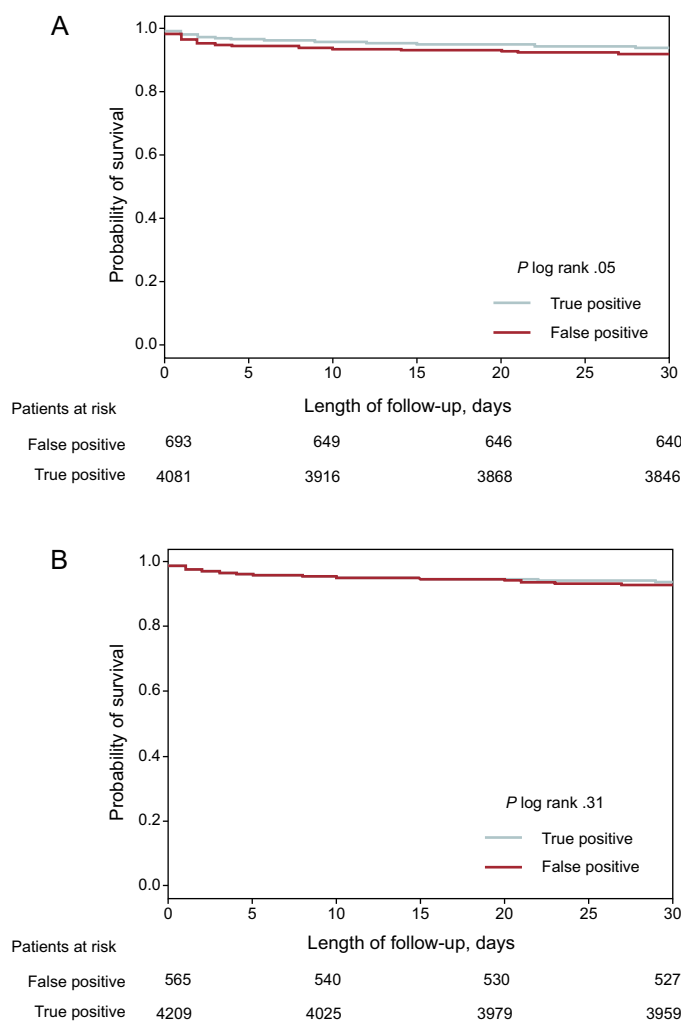 A
Probability of survival
1.0
0.8
0.6
0.4
0.2
0.0
P log rank .05
True positive
False positive
0 5 10 15 20 25 30
Patients at risk Length of follow-up, days
False positive 693 649 646 640
True positive 4081 3916 3868 3846
B
Probability of survival
1.0
0.8
0.6
0.4
0.2
0.0
P log rank .31
True positive
False positive
0 5 10 15 20 25 30
Patients at risk Length of follow-up, days
False positive 565 540 530 527
True positive 4209 4025 3979 3959